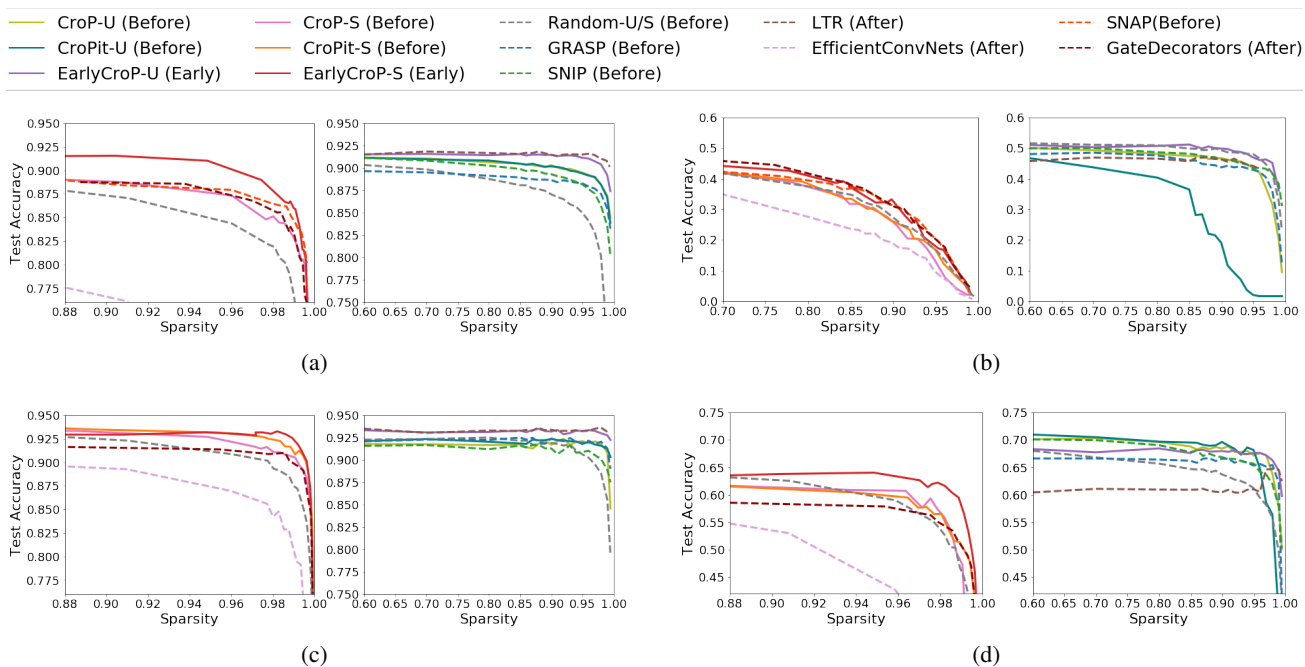 CroP-U (Before) CroP-S (Before) Random-U/S (Before) LTR (After) SNAP(Before)
CroPit-U (Before) CroPit-S (Before) GRASP (Before) EfficientConvNets (After) GateDecorators (After)
EarlyCroP-U (Early) EarlyCroP-S (Early) SNIP (Before)
0.950 0.950 0.6 0.6
0.925 0.925
0.900 0.900 0.5 0.5
0.875 0.875 0.4 0.4
0.850 0.850 0.3 0.3
0.825 0.825
0.800 0.800 0.2 0.2
0.775 0.775 0.1 0.1
0.750 0.0 0.0
Test Accuracy Test Accuracy
0.88 0.90 0.92 0.94 0.96 0.98 1.00 0.60 0.65 0.70 0.75 0.80 0.85 0.90 0.95 1.00 0.70 0.75 0.80 0.85 0.90 0.95 1.00 0.60 0.65 0.70 0.75 0.80 0.85 0.90 0.95 1.00
Sparsity Sparsity Sparsity Sparsity
(a) (b)
0.950 0.950 0.75 0.75
0.925 0.925 0.70 0.70
0.900 0.900 0.65 0.65
0.875 0.875 0.60 0.60
0.850 0.850 0.55 0.55
0.825 0.825
0.800 0.800 0.50 0.50
0.775 0.775 0.45 0.45
0.750
Test Accuracy Test Accuracy
0.88 0.90 0.92 0.94 0.96 0.98 1.00 0.60 0.65 0.70 0.75 0.80 0.85 0.90 0.95 1.00 0.88 0.90 0.92 0.94 0.96 0.98 1.00 0.60 0.65 0.70 0.75 0.80 0.85 0.90 0.95 1.00
Sparsity Sparsity Sparsity Sparsity
(c) (d)